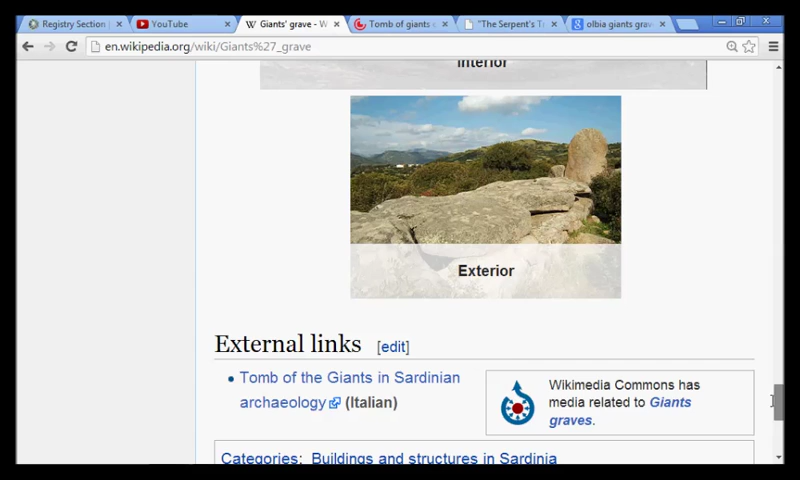 Registry Section |
YouTube
Giants' grave - W
Tomb of giants
"The Serpent's T
olbia giants grav
en.wikipedia.org/wiki/Giants%27_grave
Interior
Exterior
External links [edit]
Tomb of the Giants in Sardinian
archaeology (Italian)
Wikimedia Commons has
media related to Giants
graves.
Categories: Buildings and structures in Sardinia